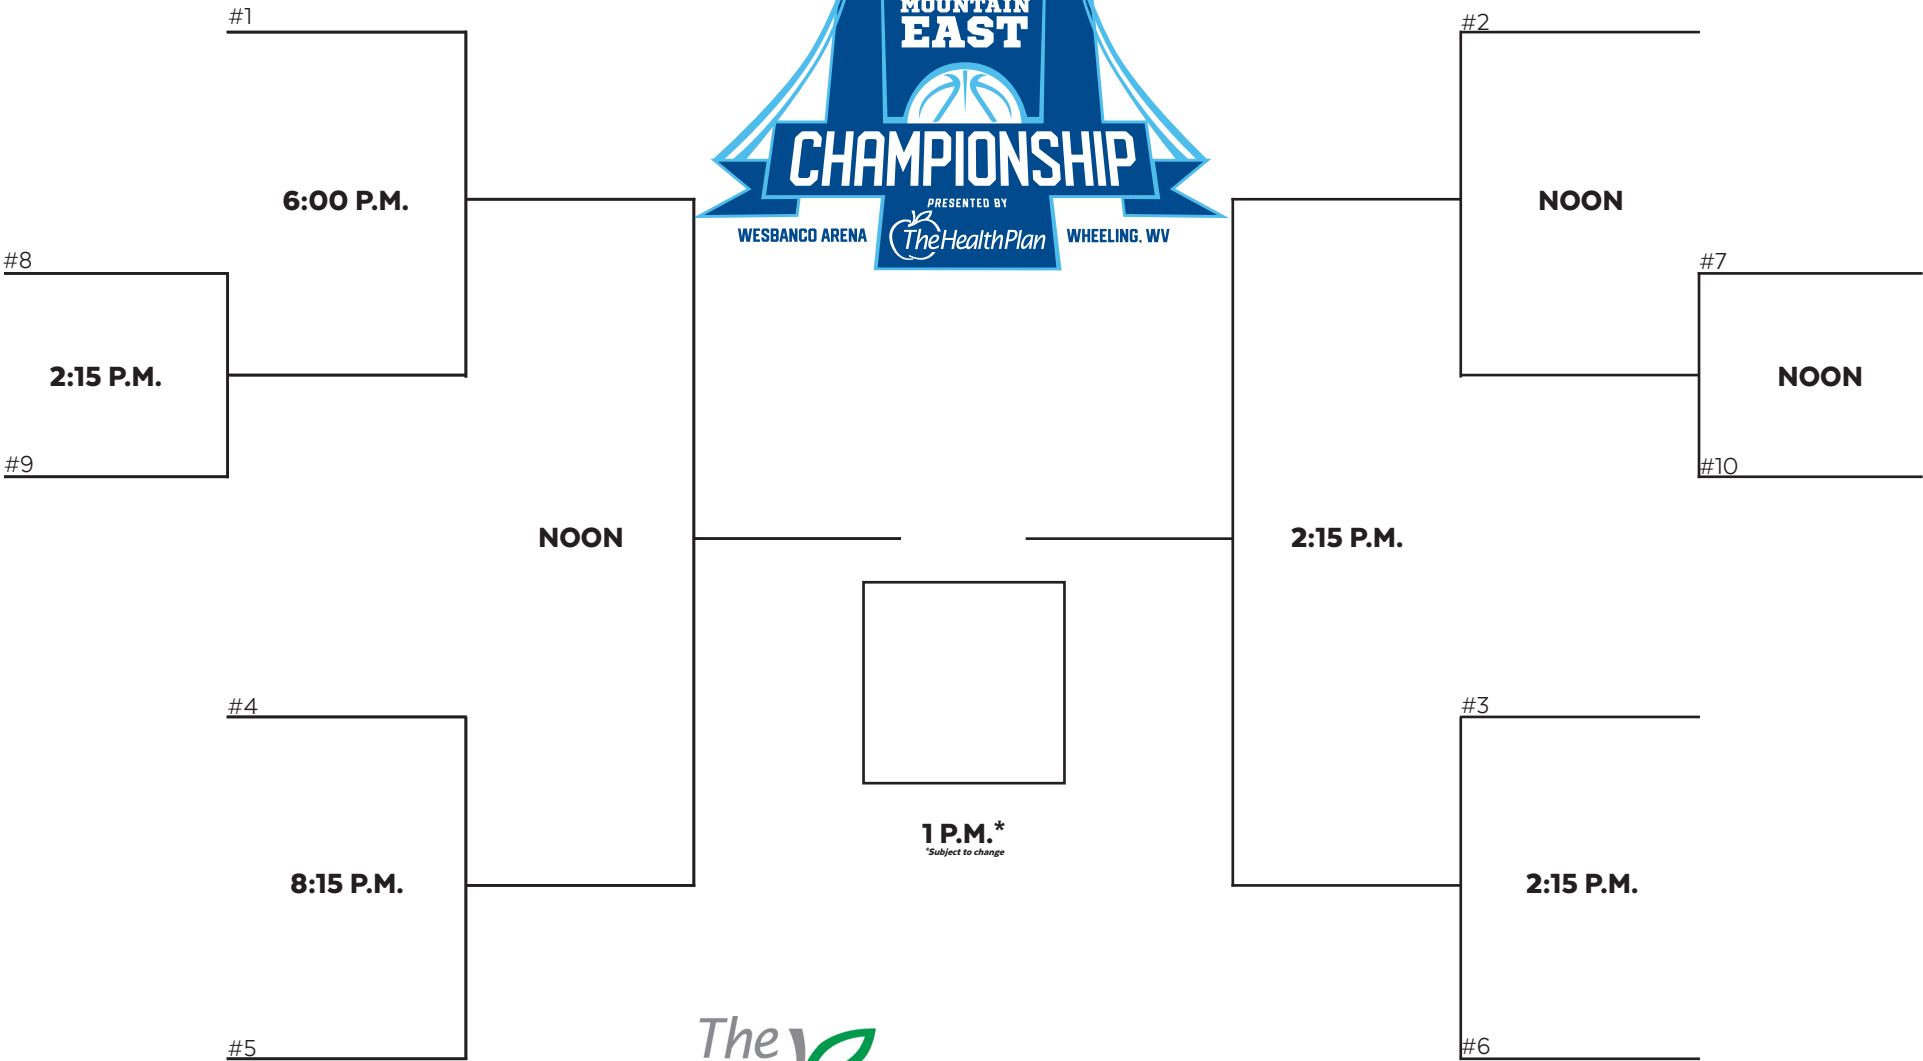 #1
MOUNTAIN
EAST
#2
CHAMPIONSHIP
6:00 P.M.
PRESENTED BY
NOON
WESBANCO ARENA
TheHealthPlan
WHEELING. WV
#8
#7
2:15 P.M.
NOON
#9
#10
NOON
2:15 P.M.
#4
#3
1 P.M.*
*Subject to change
8:15 P.M.
2:15 P.M.
The
#5
#6